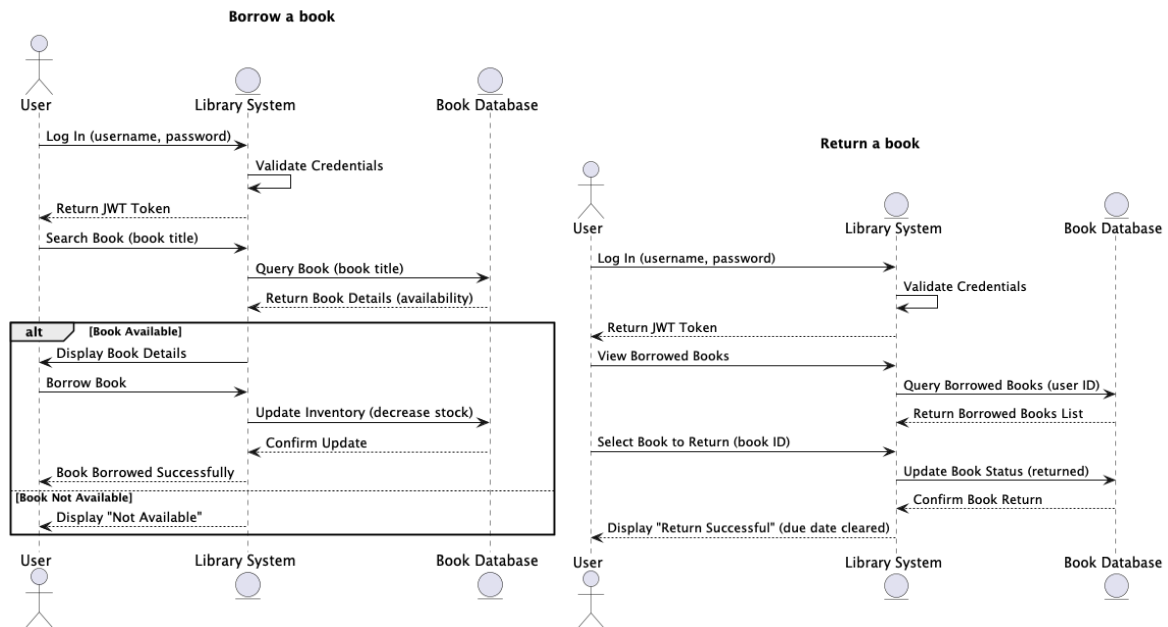 Borrow a book
User
Library System
Book Database
Log In (username, password)
Validate Credentials
Return JWT Token
Search Book (book title)
Query Book (book title)
Return Book Details (availability)
alt [Book Available]
Display Book Details
Borrow Book
Update Inventory (decrease stock)
Confirm Update
Book Borrowed Successfully
[Book Not Available]
Display "Not Available"
User
Library System
Book Database
Return a book
User
Library System
Book Database
Log In (username, password)
Validate Credentials
Return JWT Token
View Borrowed Books
Query Borrowed Books (user ID)
Return Borrowed Books List
Select Book to Return (book ID)
Update Book Status (returned)
Confirm Book Return
Display "Return Successful" (due date cleared)
User
Library System
Book Database